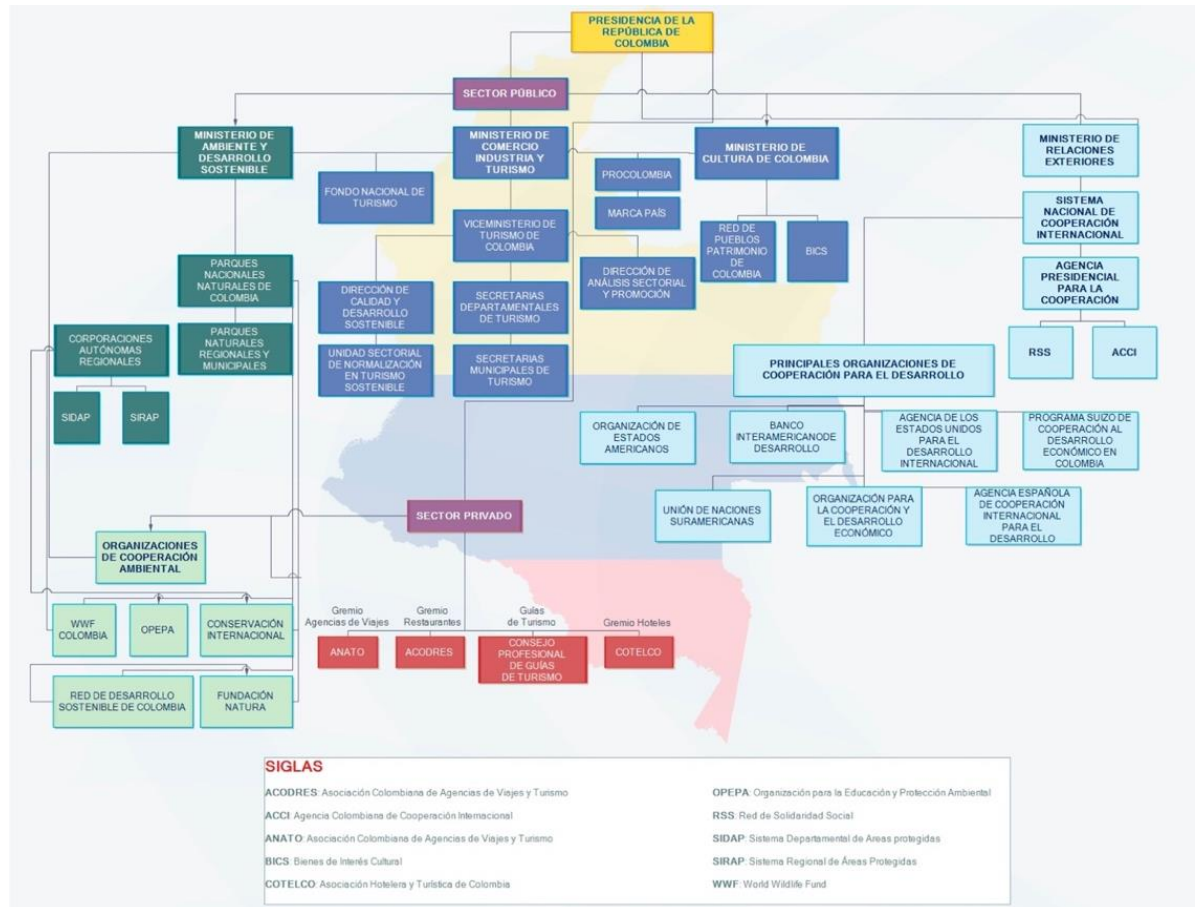 PRESIDENCIA DE LA
REPÚBLICA DE
COLOMBIA
SECTOR PÚBLICO
MINISTERIO DE
AMBIENTE Y
DESARROLLO
SOSTENIBLE
MINISTERIO DE
COMERCIO
INDUSTRIA Y
TURISMO
MINISTERIO DE
CULTURA DE COLOMBIA
MINISTERIO DE
RELACIONES
EXTERIORES
FONDO NACIONAL DE
TURISMO
PROCOLOMBIA
MARCA PAÍS
SISTEMA
NACIONAL DE
COOPERACIÓN
INTERNACIONAL
VICEMINISTERIO DE
TURISMO DE
COLOMBIA
RED DE
PUEBLOS
PATRIMONIO
DE
COLOMBIA
BICS
PARQUES
NACIONALES
NATURALES DE
COLOMBIA
DIRECCIÓN DE
CALIDAD Y
DESARROLLO
SOSTENIBLE
SECRETARIAS
DEPARTAMENTALES
DE TURISMO
DIRECCIÓN DE
ANÁLISIS SECTORIAL
Y PROMOCIÓN
AGENCIA
PRESIDENCIAL
PARA LA
COOPERACIÓN
CORPORACIONES
AUTÓNOMAS
REGIONALES
PARQUES
NATURALES
REGIONALES Y
MUNICIPALES
UNIDAD SECTORIAL
DE NORMALIZACIÓN
EN TURISMO
SOSTENIBLE
SECRETARIAS
MUNICIPALES DE
TURISMO
RSS
ACCI
PRINCIPALES ORGANIZACIONES DE
COOPERACIÓN PARA EL DESARROLLO
SIDAP
SIRAP
ORGANIZACIÓN DE
ESTADOS
AMERICANOS
BANCO
INTERAMERICANODE
DESARROLLO
AGENCIA DE LOS
ESTADOS UNIDOS
PARA EL
DESARROLLO
INTERNACIONAL
PROGRAMA SUIZO DE
COOPERACIÓN AL
DESARROLLO
ECONÓMICO EN
COLOMBIA
UNIÓN DE NACIONES
SURAMERICANAS
ORGANIZACIÓN PARA
LA COOPERACIÓN Y
EL DESARROLLO
ECONÓMICO
AGENCIA ESPAÑOLA
DE COOPERACIÓN
INTERNACIONAL
PARA EL
DESARROLLO
SECTOR PRIVADO
ORGANIZACIONES
DE COOPERACIÓN
AMBIENTAL
WWF
COLOMBIA
OPEPA
CONSERVACIÓN
INTERNACIONAL
RED DE DESARROLLO
SOSTENIBLE DE COLOMBIA
FUNDACIÓN
NATURA
Gremio
Agencias de Viajes
Gremio
Restaurantes
Guías
de Turismo
Gremio Hoteles
ANATO
ACODRES
CONSEJO
PROFESIONAL
DE GUÍAS
DE TURISMO
COTELCO
SIGLAS
ACODRES: Asociación Colombiana de Agencias de Viajes y Turismo
ACCI: Agencia Colombiana de Cooperación Internacional
ANATO: Asociación Colombiana de Agencias de Viajes y Turismo
BICS: Bienes de Interés Cultural
COTELCO: Asociación Hotelera y Turística de Colombia
OPEPA: Organización para la Educación y Protección Ambiental
RSS: Red de Solidaridad Social
SIDAP: Sistema Departamental de Areas protegidas
SIRAP: Sistema Regional de Áreas Protegidas
WWF: World Wildlife Fund